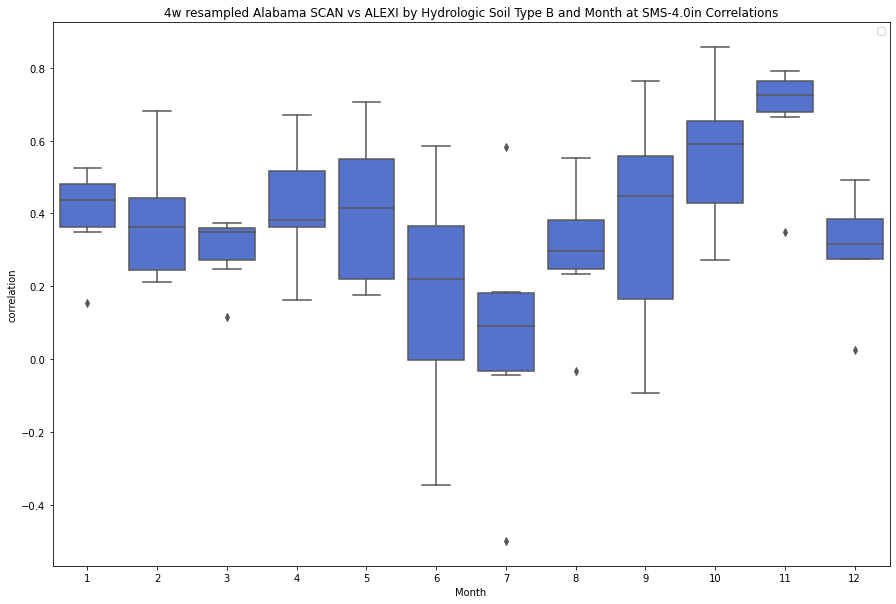 4w resampled Alabama SCAN vs ALEXI by Hydrologic Soil Type B and Month at SMS-4.0in Correlations
0.8
0.6
0.4
0.2
0.0
−0.2
−0.4
correlation
1 2 3 4 5 6 7 8 9 10 11 12
Month